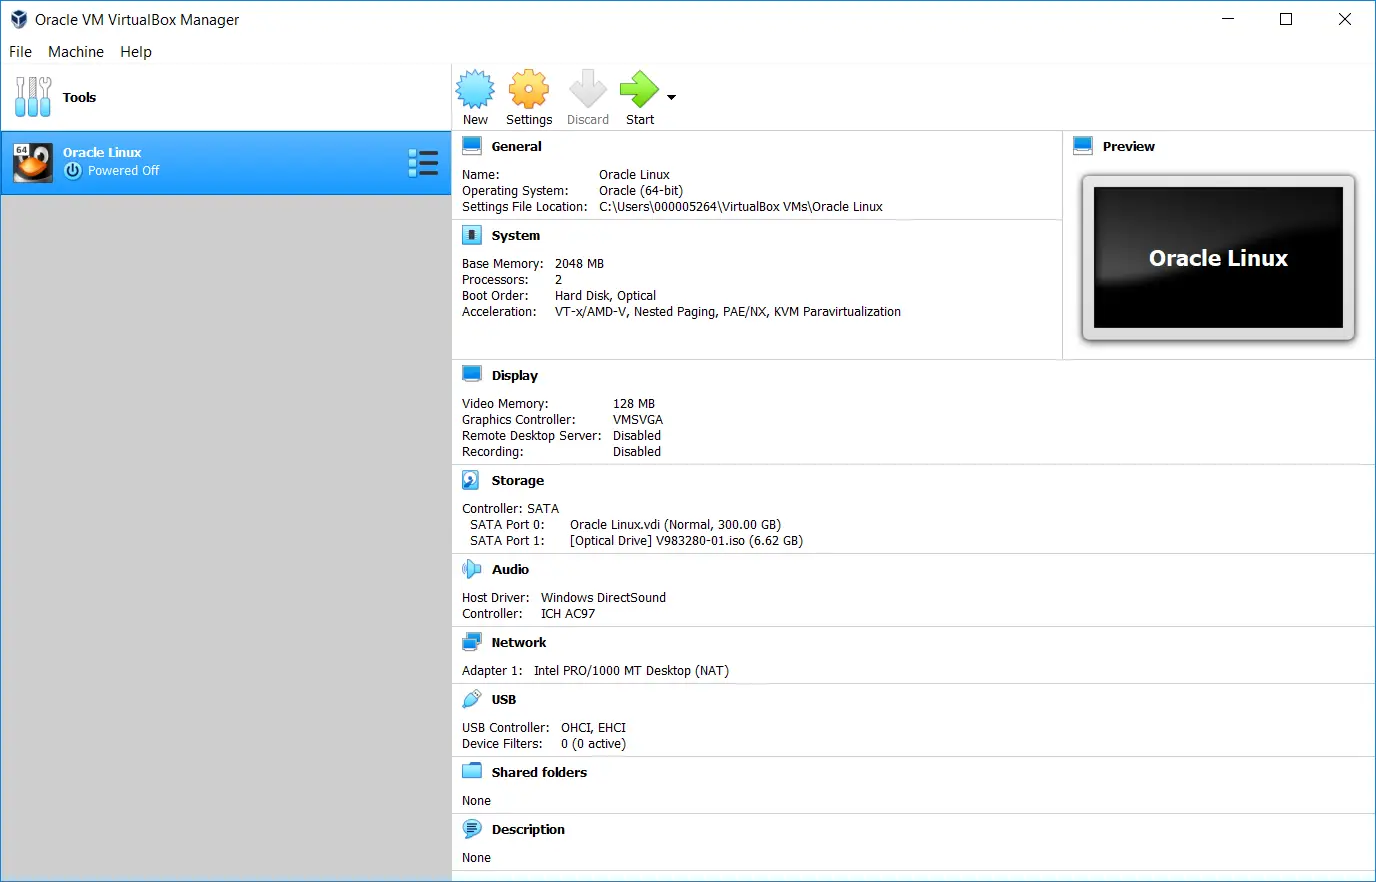 Oracle VM VirtualBox Manager
File Machine Help
Tools
New Settings Discard Start
64
Oracle Linux
Powered Off
General
Name: Oracle Linux
Operating System: Oracle (64-bit)
Settings File Location: C:\Users\000005264\VirtualBox VMs\Oracle Linux
Preview
Oracle Linux
System
Base Memory: 2048 MB
Processors: 2
Boot Order: Hard Disk, Optical
Acceleration: VT-x/AMD-V, Nested Paging, PAE/NX, KVM Paravirtualization
Display
Video Memory: 128 MB
Graphics Controller: VMSVGA
Remote Desktop Server: Disabled
Recording: Disabled
Storage
Controller: SATA
SATA Port 0: Oracle Linux.vdi (Normal, 300.00 GB)
SATA Port 1: [Optical Drive] V983280-01.iso (6.62 GB)
Audio
Host Driver: Windows DirectSound
Controller: ICH AC97
Network
Adapter 1: Intel PRO/1000 MT Desktop (NAT)
USB
USB Controller: OHCI, EHCI
Device Filters: 0 (0 active)
Shared folders
None
Description
None